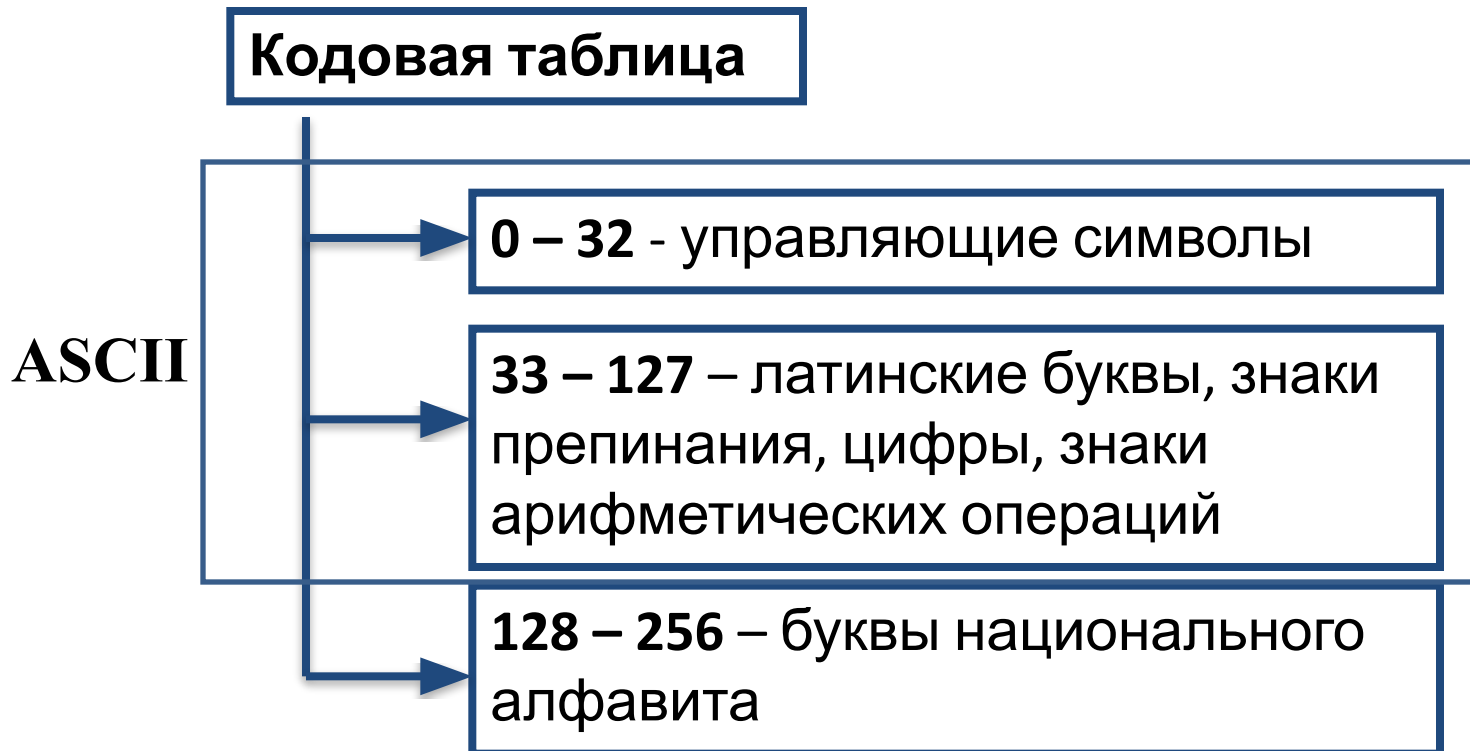 Кодовая таблица
0 – 32 - управляющие символы
ASCII
33 – 127 – латинские буквы, знаки
препинания, цифры, знаки
арифметических операций
128 – 256 – буквы национального
алфавита